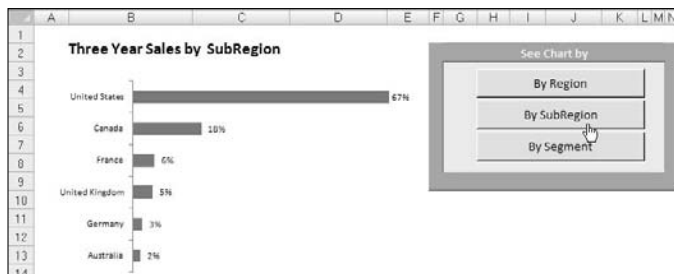 A B C D E F G H I J K L M N
1
2
3
4
5
6
7
8
9
10
11
12
13
14
Three Year Sales by SubRegion
United States 67%
Canada 18%
France 6%
United Kingdom 5%
Germany 3%
Australia 2%
See Chart by
By Region
By SubRegion
By Segment